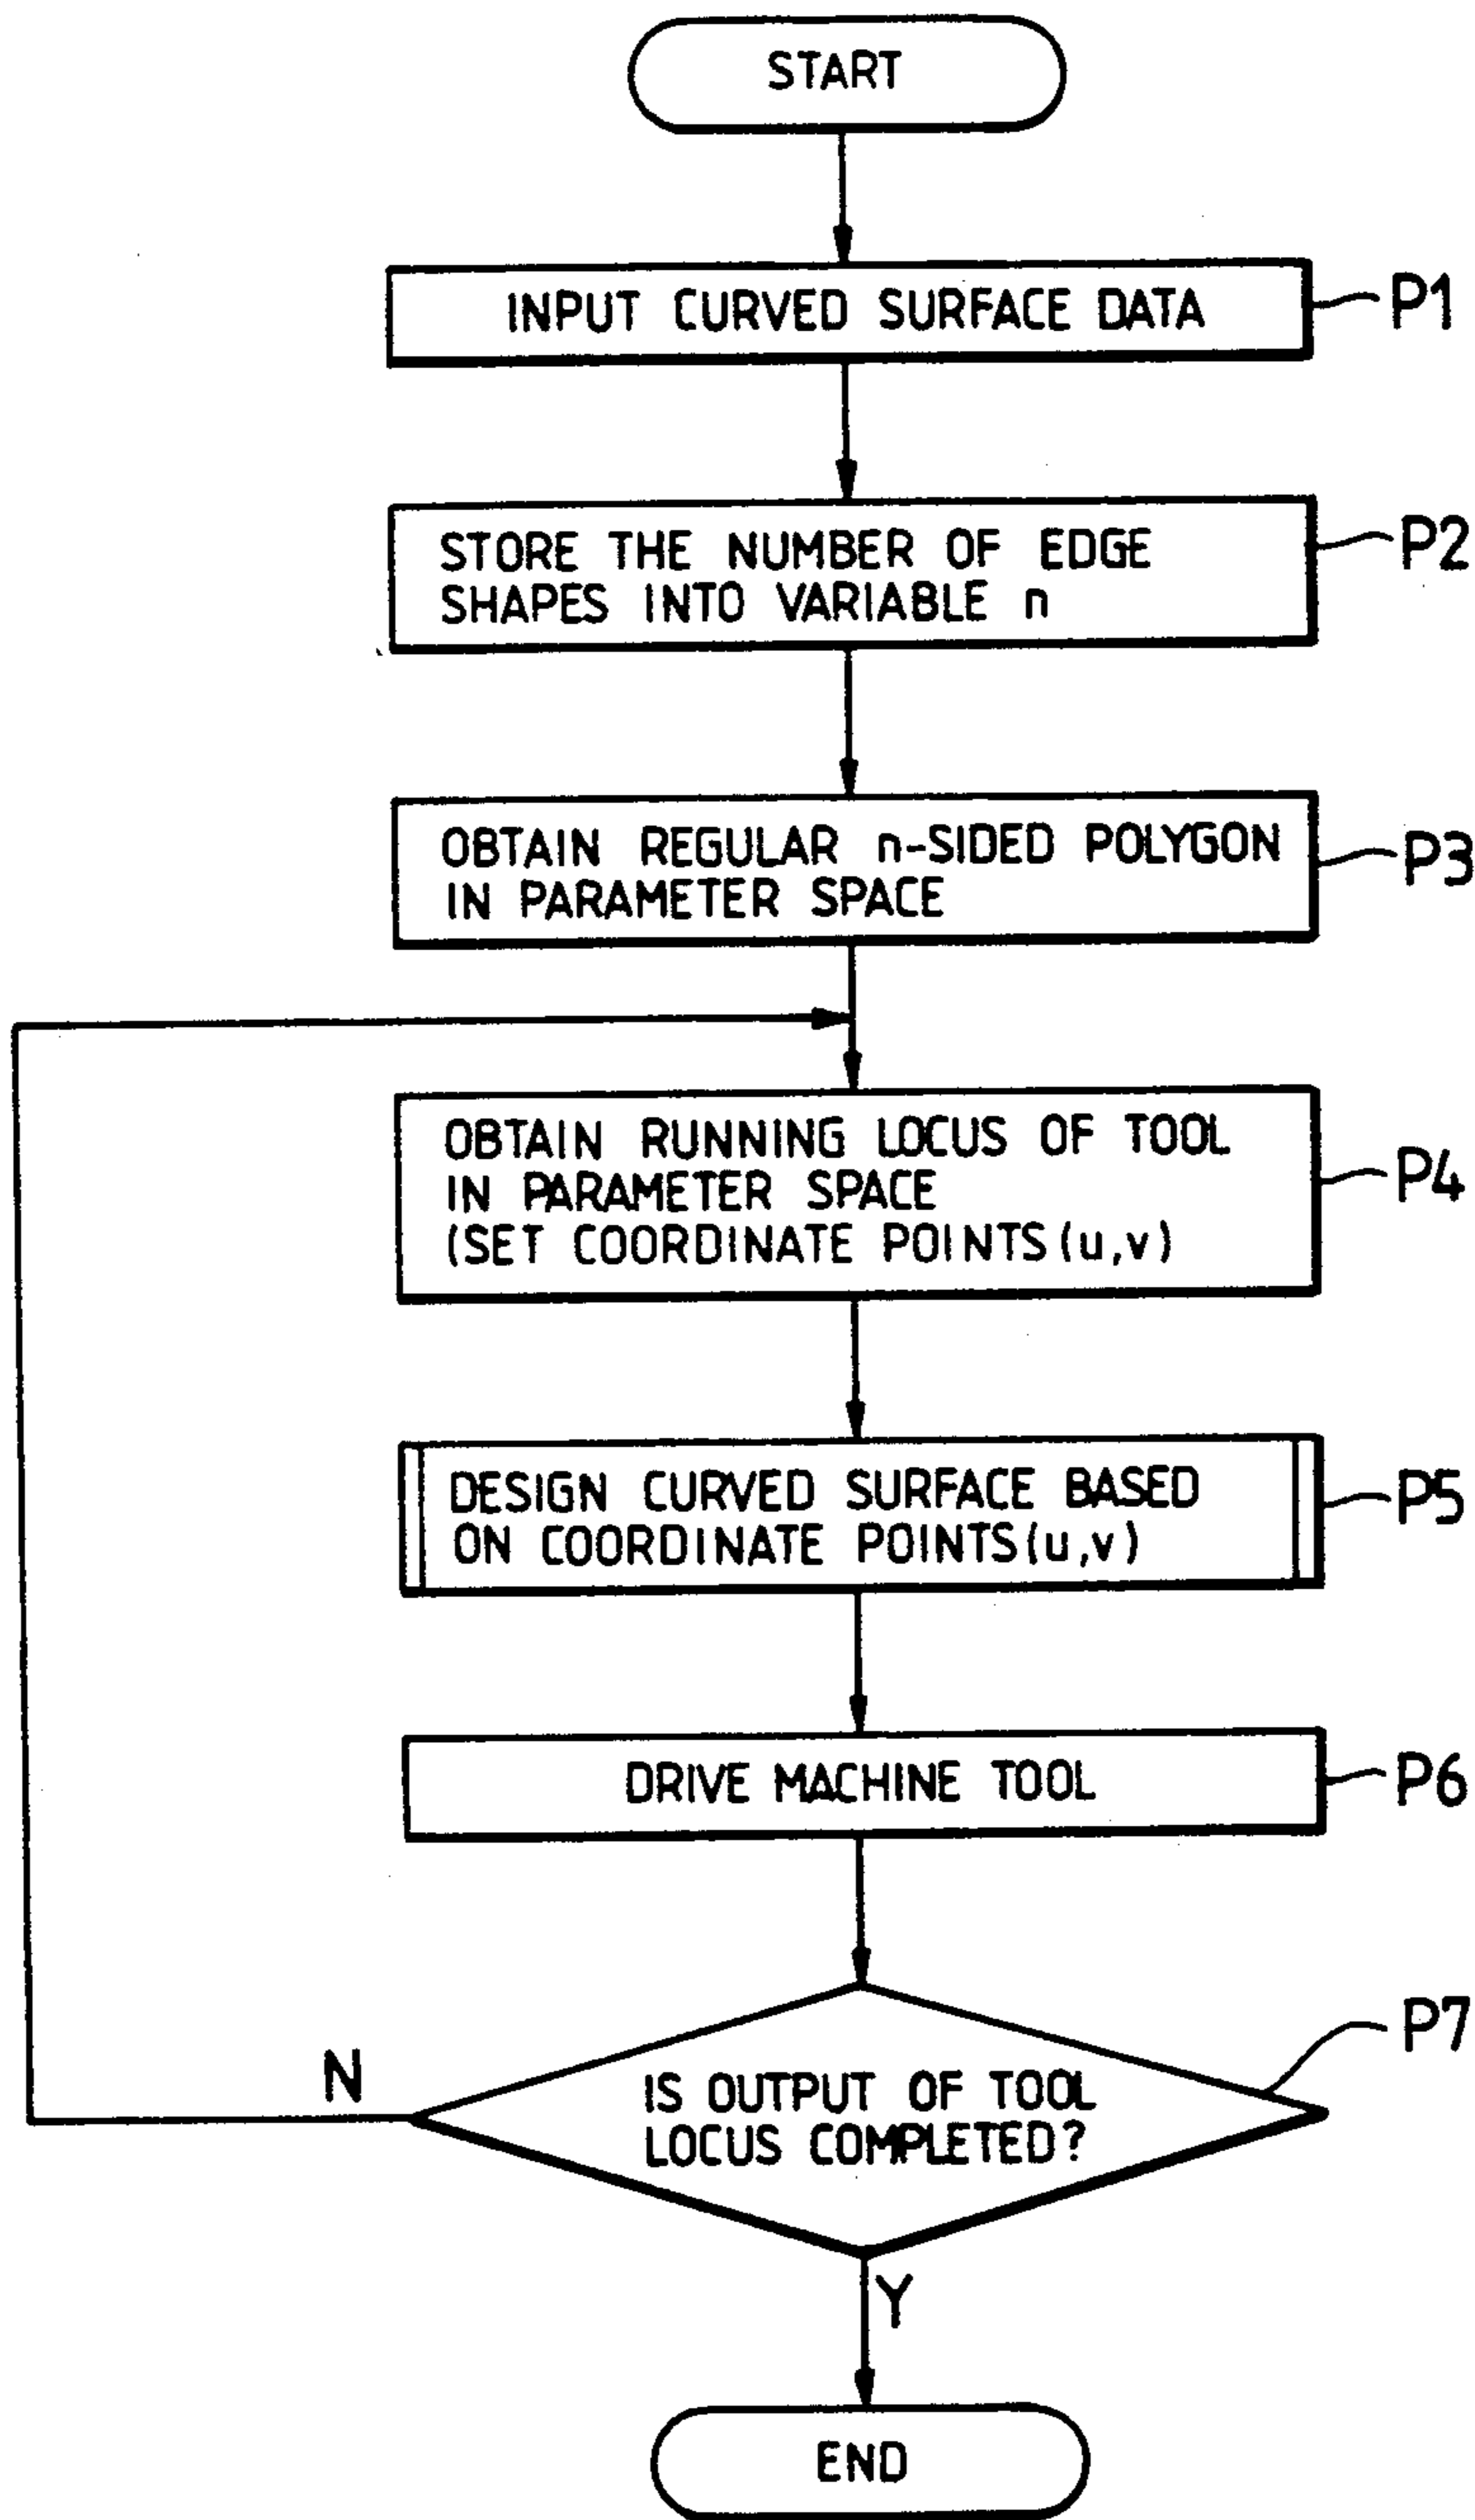 START
INPUT CURVED SURFACE DATA
P1
STORE THE NUMBER OF EDGE
SHAPES INTO VARIABLE n
P2
OBTAIN REGULAR n-SIDED POLYGON
IN PARAMETER SPACE
P3
OBTAIN RUNNING LOCUS OF TOOL
IN PARAMETER SPACE
(SET COORDINATE POINTS (u,v)
P4
DESIGN CURVED SURFACE BASED
ON COORDINATE POINTS (u,v)
P5
DRIVE MACHINE TOOL
P6
IS OUTPUT OF TOOL
LOCUS COMPLETED?
P7
N
Y
END